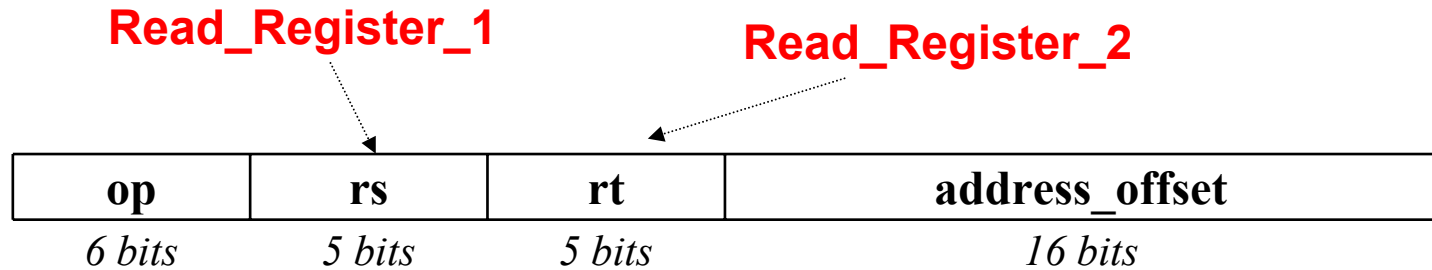 Read_Register_1
Read_Register_2
op rs rt address_offset
6 bits 5 bits 5 bits 16 bits